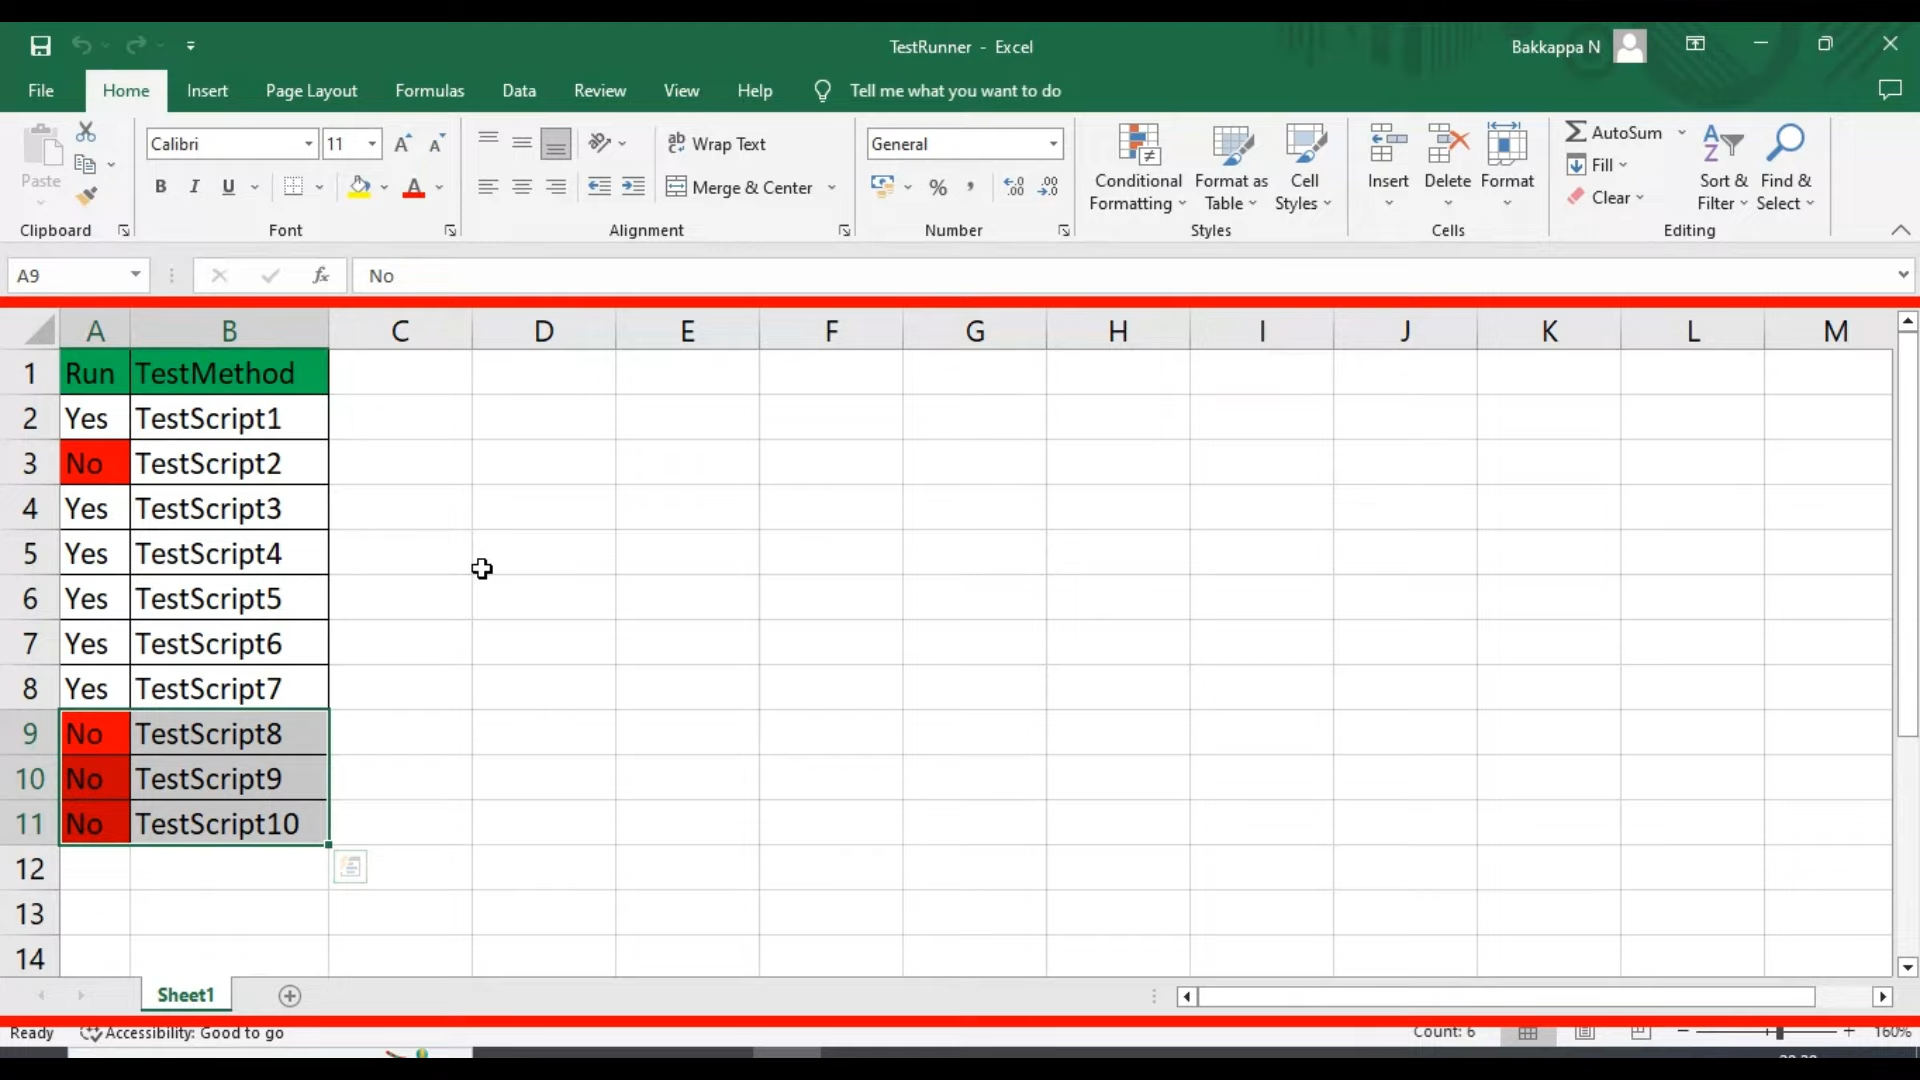 TestRunner - Excel
Bakkappa N
File Home Insert Page Layout Formulas Data Review View Help Tell me what you want to do
Paste
Clipboard
Calibri 11
B I U
Font
Wrap Text
Merge & Center
Alignment
General
% ,
Number
Conditional Formatting
Format as Table
Cell Styles
Styles
Insert Delete Format
Cells
AutoSum
Fill
Clear
Sort & Filter
Find & Select
Editing
A9 fx No
A B C D E F G H I J K L M
1 Run TestMethod
2 Yes TestScript1
3 No TestScript2
4 Yes TestScript3
5 Yes TestScript4
6 Yes TestScript5
7 Yes TestScript6
8 Yes TestScript7
9 No TestScript8
10 No TestScript9
11 No TestScript10
12
13
14
Sheet1
Ready Accessibility: Good to go Count: 6 160%